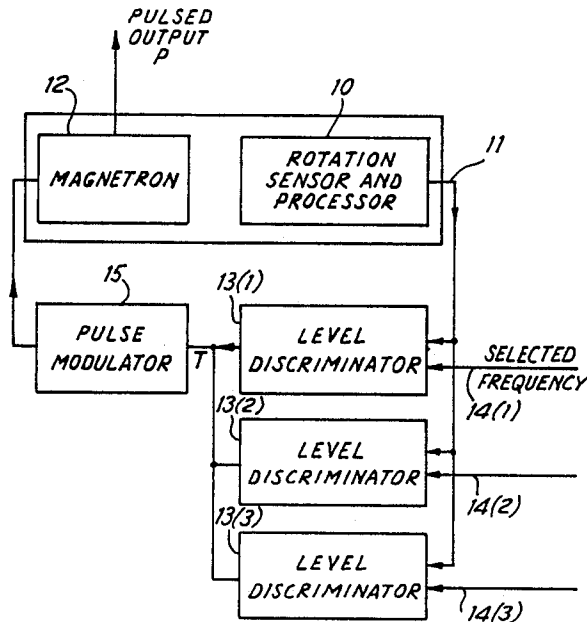 PULSED
OUTPUT
P
12
10
11
MAGNETRON
ROTATION
SENSOR AND
PROCESSOR
15
PULSE
MODULATOR
T
13(1)
LEVEL
DISCRIMINATOR
SELECTED
FREQUENCY
14(1)
13(2)
LEVEL
DISCRIMINATOR
14(2)
13(3)
LEVEL
DISCRIMINATOR
14(3)